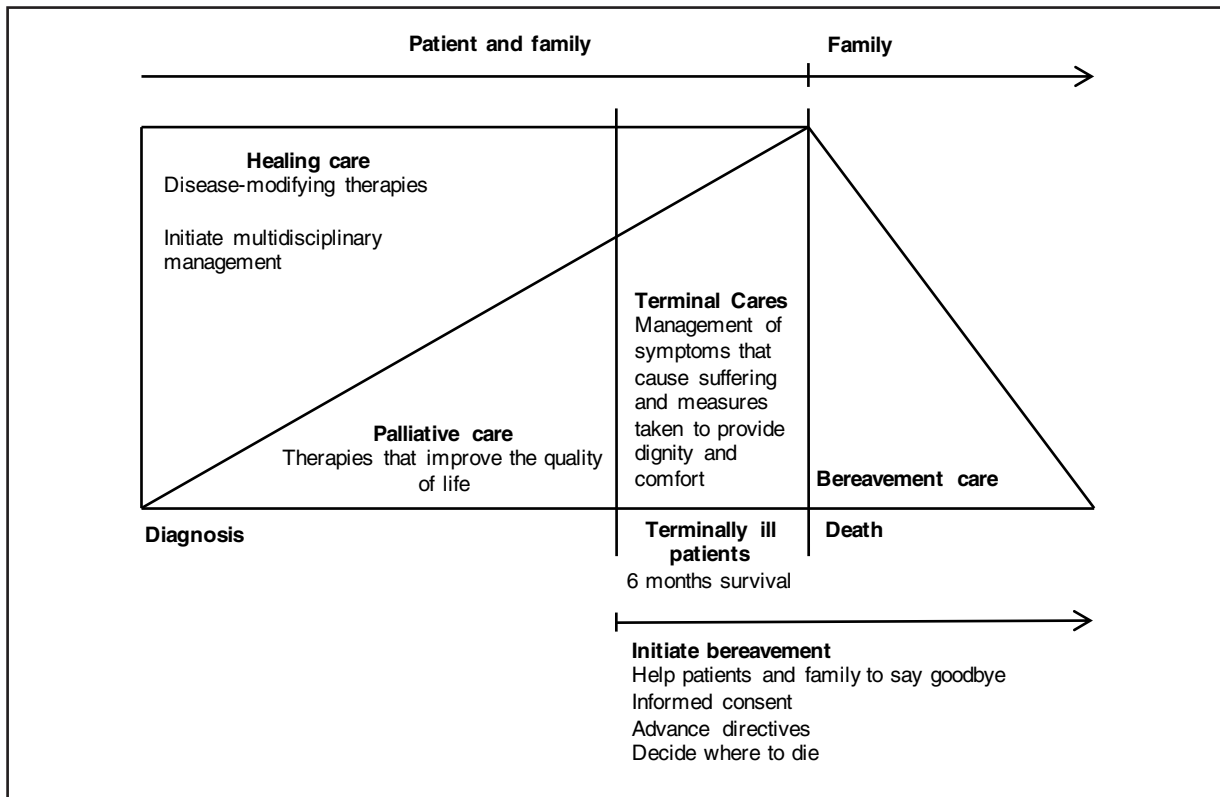 Patient and family
Family
Healing care
Disease-modifying therapies
Initiate multidisciplinary
management
Terminal Cares
Management of
symptoms that
cause suffering
and measures
taken to provide
dignity and
comfort
Palliative care
Therapies that improve the quality
of life
Bereavement care
Diagnosis
Terminally ill
patients
6 months survival
Death
Initiate bereavement
Help patients and family to say goodbye
Informed consent
Advance directives
Decide where to die